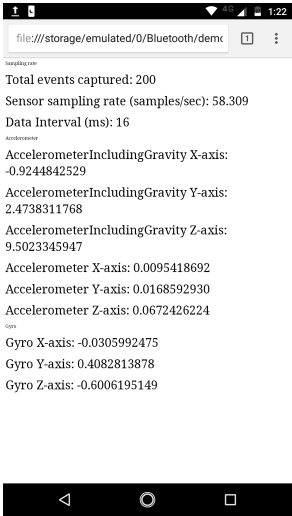 4G 1:22
file:///storage/emulated/0/Bluetooth/demo 1
Sampling rate
Total events captured: 200
Sensor sampling rate (samples/sec): 58.309
Data Interval (ms): 16
Accelerometer
AccelerometerIncludingGravity X-axis:
-0.9244842529
AccelerometerIncludingGravity Y-axis:
2.4738311768
AccelerometerIncludingGravity Z-axis:
9.5023345947
Accelerometer X-axis: 0.0095418692
Accelerometer Y-axis: 0.0168592930
Accelerometer Z-axis: 0.0672426224
Gyro
Gyro X-axis: -0.0305992475
Gyro Y-axis: 0.4082813878
Gyro Z-axis: -0.6006195149